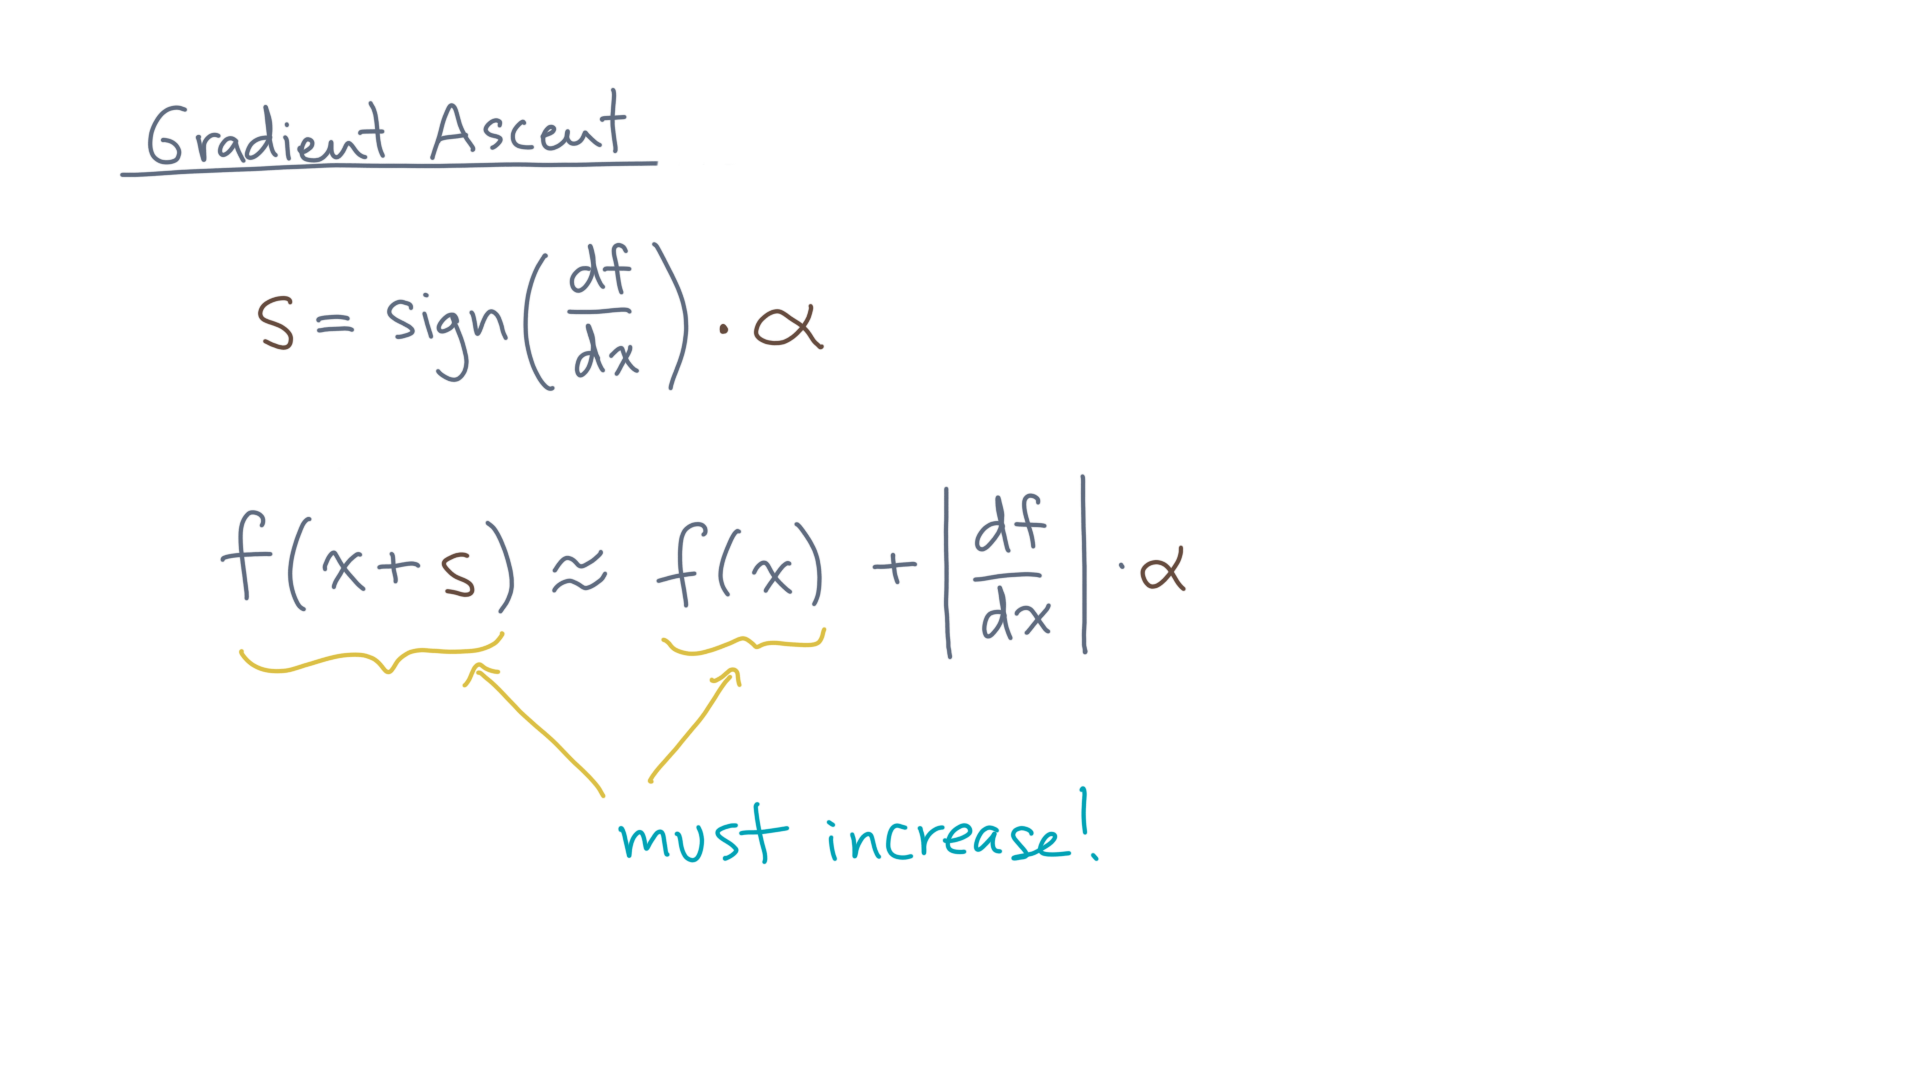 Gradient Ascent
s = sign(df/dx) · α
f(x+s) ≈ f(x) + |df/dx| · α
must increase!